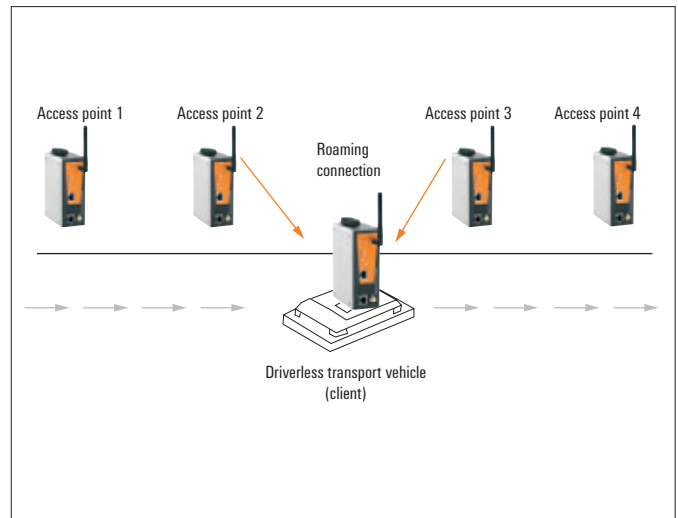 Access point 1
Access point 2
Access point 3
Access point 4
Roaming
connection
Driverless transport vehicle
(client)